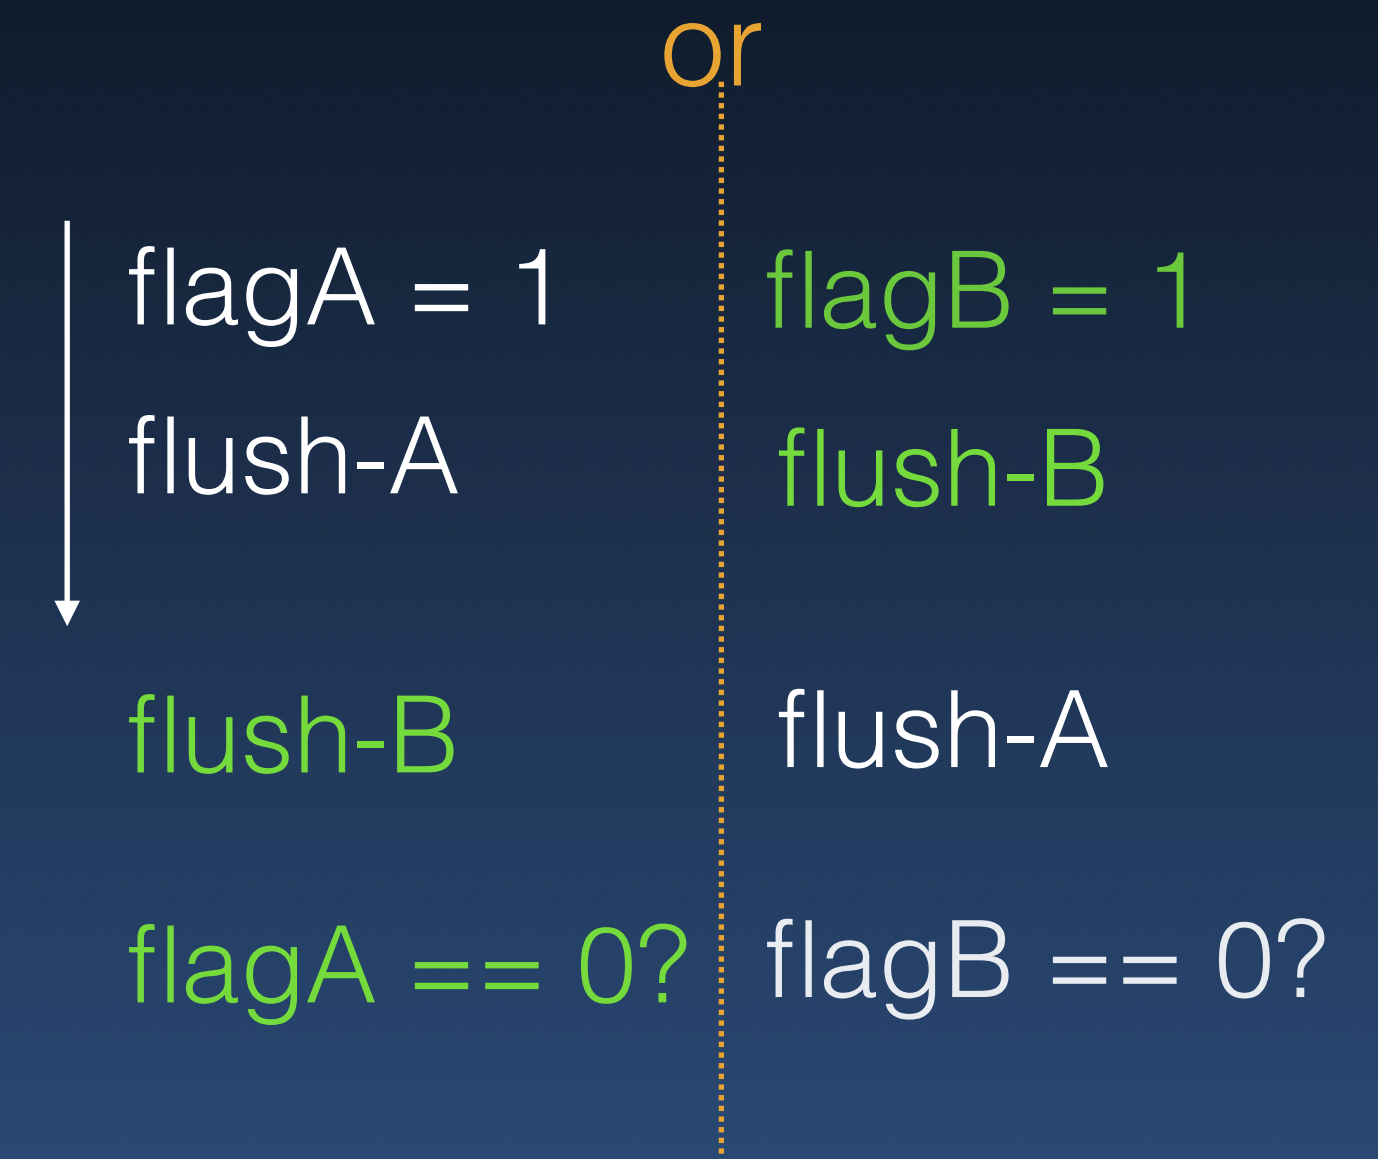 or
flagA = 1
flush-A
flush-B
flagA == 0?
flagB = 1
flush-B
flush-A
flagB == 0?